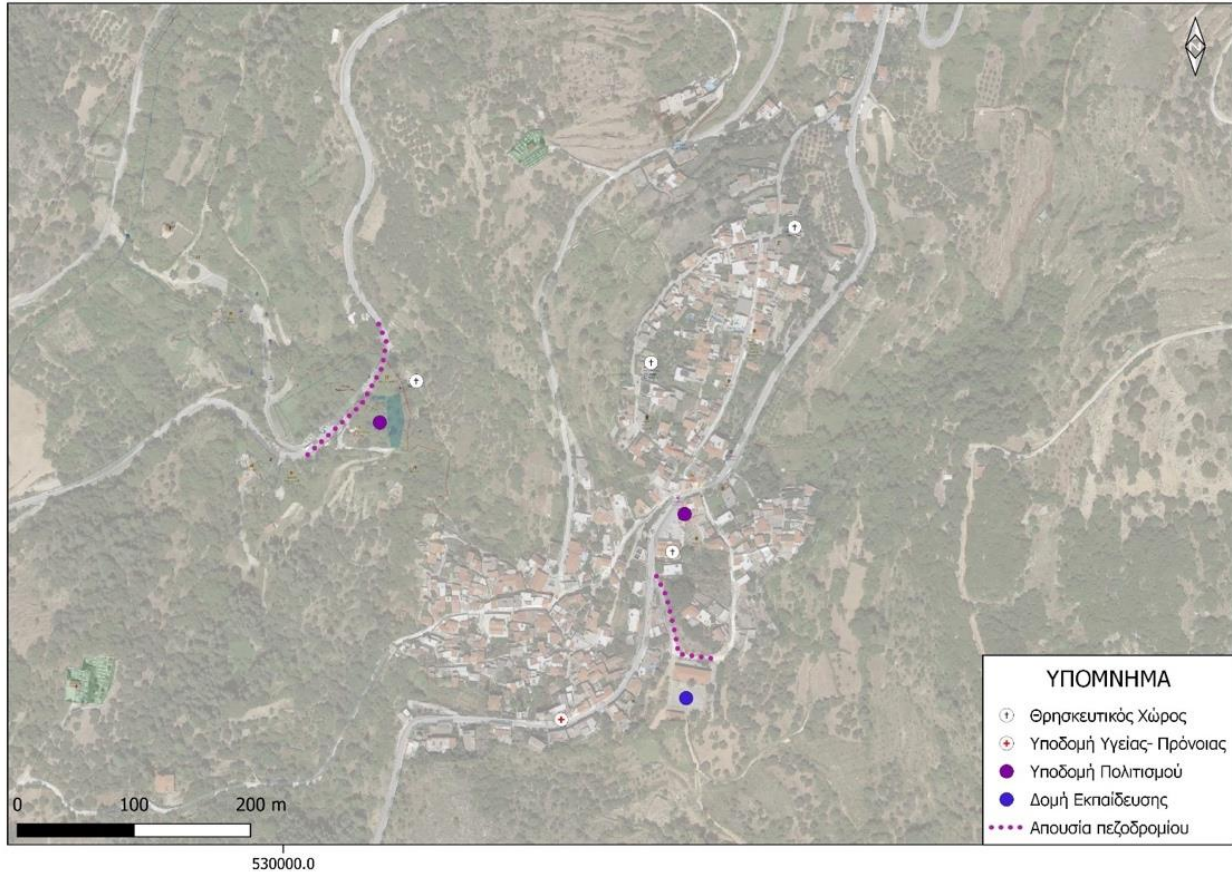 N
ΥΠΟΜΝΗΜΑ
Θρησκευτικός Χώρος
Υποδομή Υγείας- Πρόνοιας
Υποδομή Πολιτισμού
Δομή Εκπαίδευσης
Απουσία πεζοδρομίου
0 100 200 m
530000.0